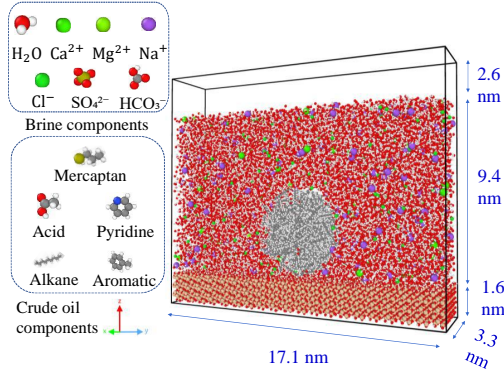 H₂O Ca²⁺ Mg²⁺ Na⁺
Cl⁻ SO₄²⁻ HCO₃⁻
Brine components
Mercaptan
Acid Pyridine
Alkane Aromatic
Crude oil
components
z
x
y
2.6
nm
9.4
nm
1.6
nm
3.3
nm
17.1 nm